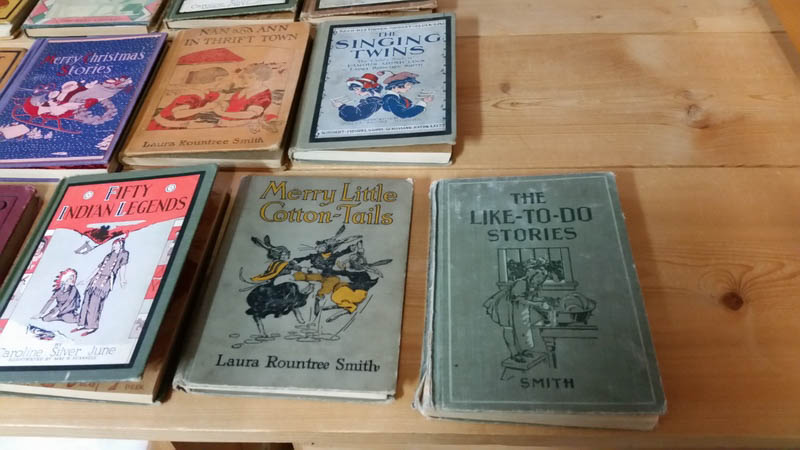 Merry Christmas
Stories
NAN AND ANN
IN THRIFT TOWN
Laura Rountree Smith
THE
SINGING
TWINS
FIFTY
INDIAN LEGENDS
BY
Caroline Silver June
Merry Little
Cotton-Tails
Laura Rountree Smith
THE
LIKE-TO-DO
STORIES
SMITH